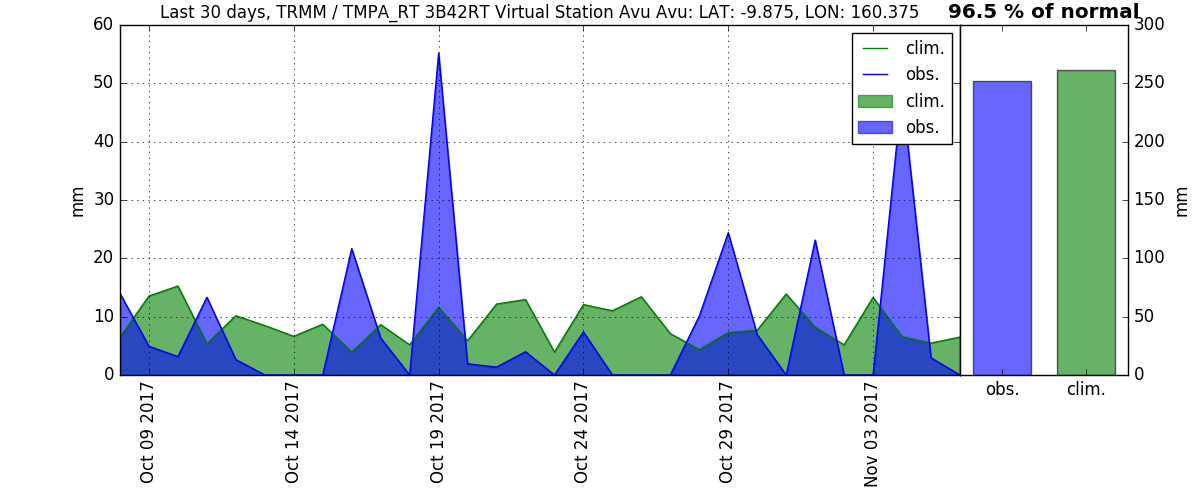 Last 30 days, TRMM / TMPA_RT 3B42RT Virtual Station Avu Avu: LAT: -9.875, LON: 160.375
96.5 % of normal
60
50
40
30
20
10
0
mm
clim.
obs.
clim.
obs.
300
250
200
150
100
50
0
mm
obs.
clim.
Oct 09 2017
Oct 14 2017
Oct 19 2017
Oct 24 2017
Oct 29 2017
Nov 03 2017